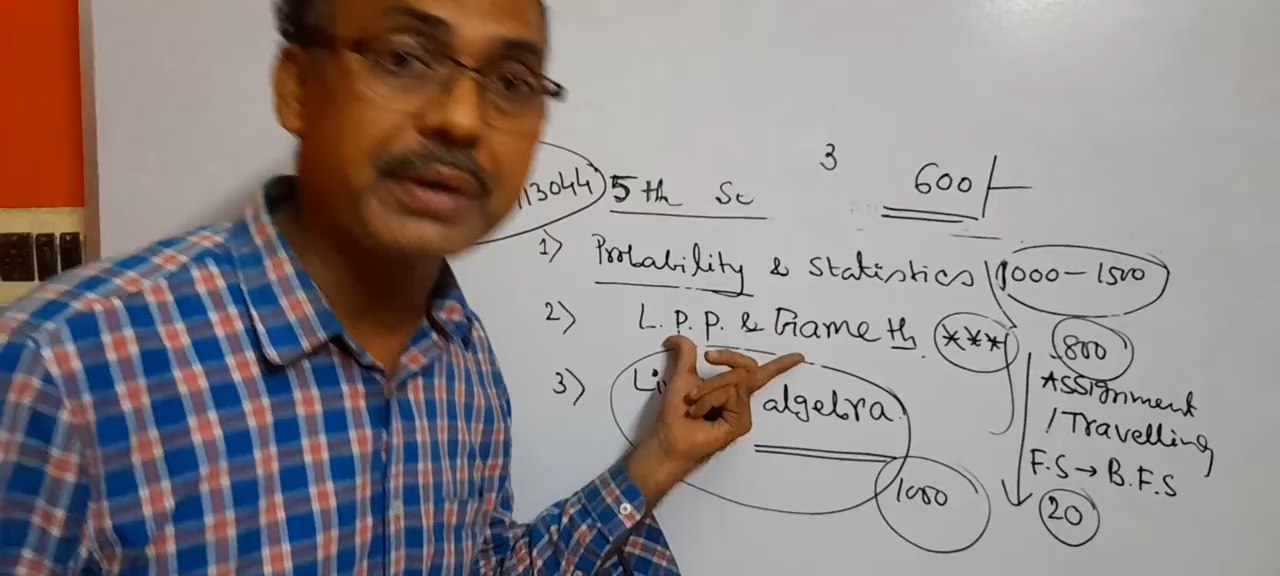 3 600/-
13044 5th Sc
1) Probability & Statistics 1000-1500
2) L.P.P. & Game th. *** 800
3) algebra
Assignment
/ Travelling
F.S → B.F.S
1000 20